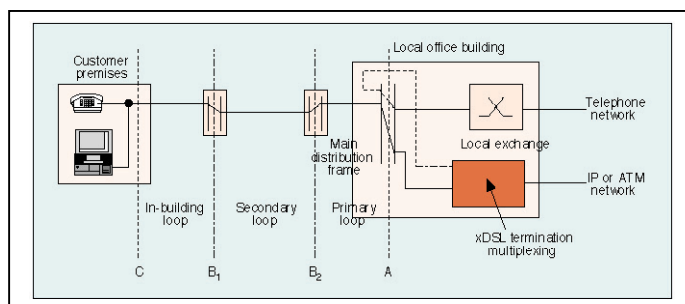 Customer
premises
Local office building
Telephone
network
Main
distribution
frame
Local exchange
IP or ATM
network
In-building
loop
Secondary
loop
Primary
loop
xDSL termination
multiplexing
C
B1
B2
A